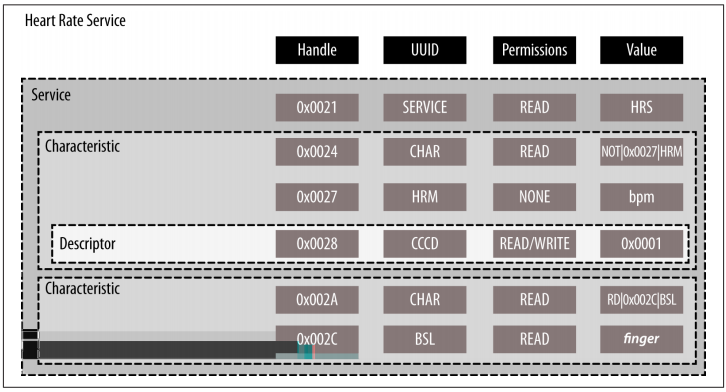 Heart Rate Service
Handle UUID Permissions Value
Service 0x0021 SERVICE READ HRS
Characteristic 0x0024 CHAR READ NOT|0x0027|HRM
0x0027 HRM NONE bpm
Descriptor 0x0028 CCCD READ/WRITE 0x0001
Characteristic 0x002A CHAR READ RD|0x002C|BSL
0x002C BSL READ finger